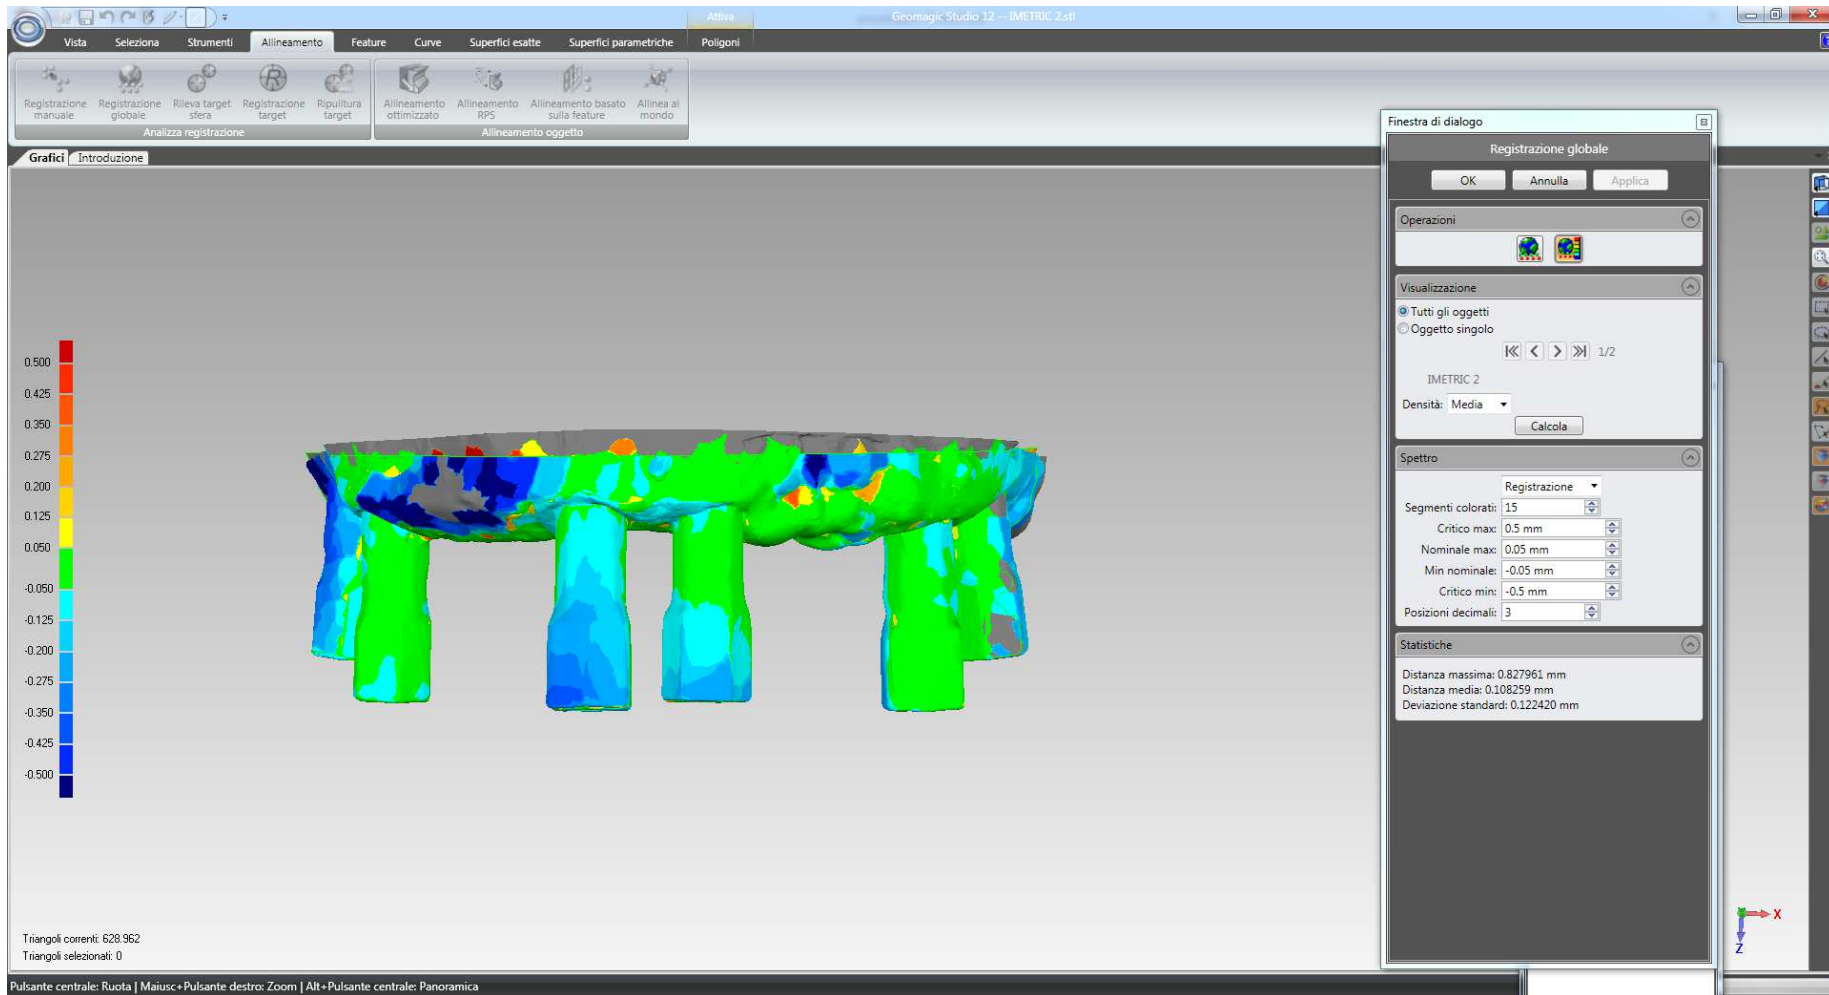 Attiva
Geomagic Studio 12 -- IMETRIC 2.stl
Vista Seleziona Strumenti Allineamento Feature Curve Superfici esatte Superfici parametriche Poligoni
Registrazione manuale
Registrazione globale
Rileva target sfera
Registrazione target
Ripulitura target
Allineamento ottimizzato
Allineamento RPS
Allineamento basato sulla feature
Allinea al mondo
Analizza registrazione
Allineamento oggetto
Grafici Introduzione
0.500
0.425
0.350
0.275
0.200
0.125
0.050
-0.050
-0.125
-0.200
-0.275
-0.350
-0.425
-0.500
Triangoli correnti: 628.962
Triangoli selezionati: 0
Finestra di dialogo
Registrazione globale
OK Annulla Applica
Operazioni
Visualizzazione
Tutti gli oggetti
Oggetto singolo
1/2
IMETRIC 2
Densità: Media
Calcola
Spettro
Registrazione
Segmenti colorati: 15
Critico max: 0.5 mm
Nominale max: 0.05 mm
Min nominale: -0.05 mm
Critico min: -0.5 mm
Posizioni decimali: 3
Statistiche
Distanza massima: 0.827961 mm
Distanza media: 0.108259 mm
Deviazione standard: 0.122420 mm
X
Z
Pulsante centrale: Ruota | Maiusc+Pulsante destro: Zoom | Alt+Pulsante centrale: Panoramica